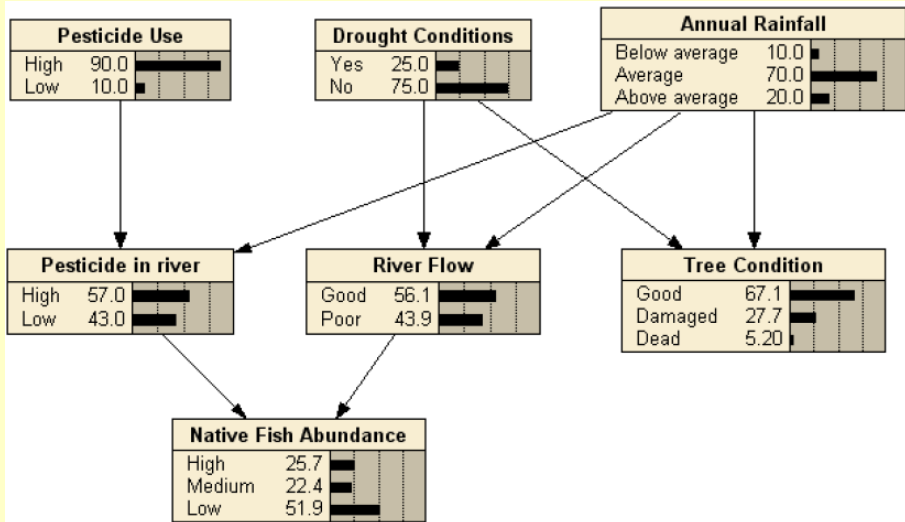 Pesticide Use
High 90.0
Low 10.0
Drought Conditions
Yes 25.0
No 75.0
Annual Rainfall
Below average 10.0
Average 70.0
Above average 20.0
Pesticide in river
High 57.0
Low 43.0
River Flow
Good 56.1
Poor 43.9
Tree Condition
Good 67.1
Damaged 27.7
Dead 5.20
Native Fish Abundance
High 25.7
Medium 22.4
Low 51.9